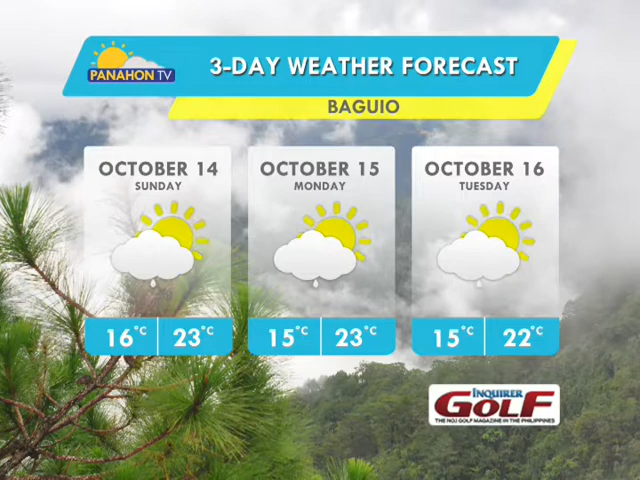 PANAHON TV
3-DAY WEATHER FORECAST
BAGUIO
OCTOBER 14
SUNDAY
16°C 23°C
OCTOBER 15
MONDAY
15°C 23°C
OCTOBER 16
TUESDAY
15°C 22°C
INQUIRER
GOLF
THE NO.1 GOLF MAGAZINE IN THE PHILIPPINES